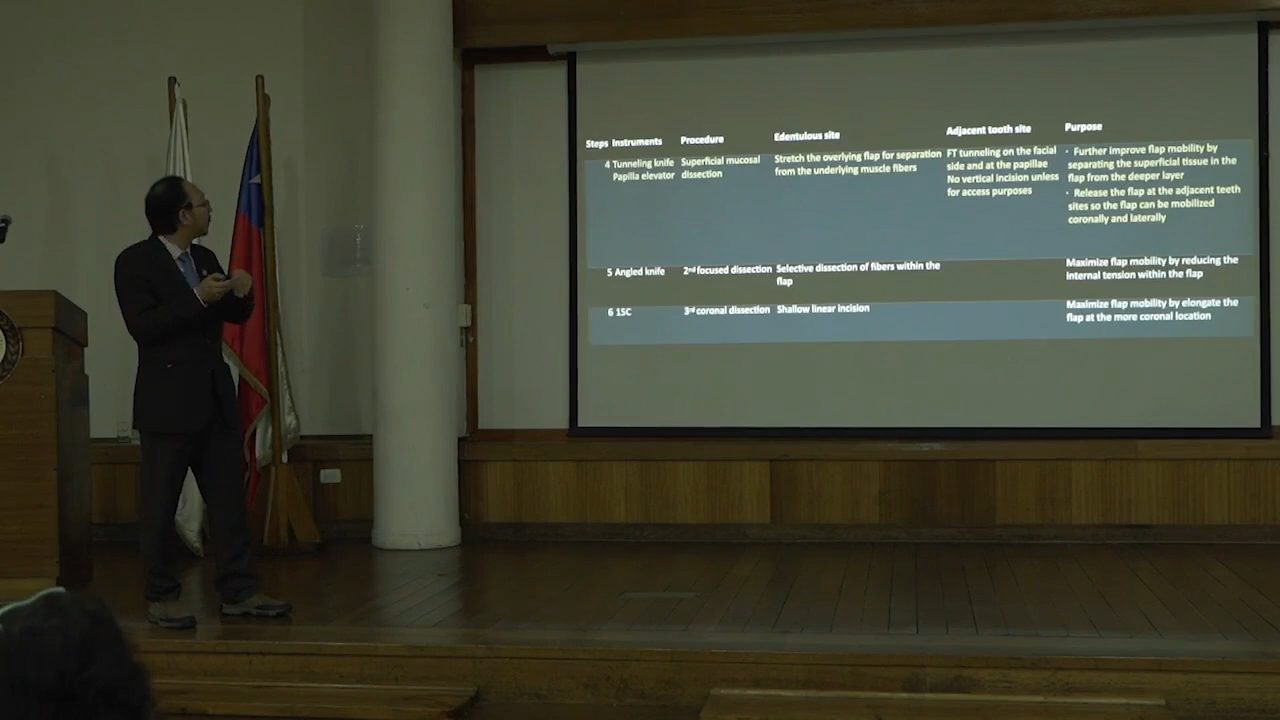 Steps Instruments Procedure Edentulous site Adjacent tooth site Purpose
4 Tunneling knife
Papilla elevator
Superficial mucosal
dissection
Stretch the overlying flap for separation
from the underlying muscle fibers
FT tunneling on the facial
side and at the papillae
No vertical incision unless
for access purposes
· Further improve flap mobility by
separating the superficial tissue in the
flap from the deeper layer
· Release the flap at the adjacent teeth
sites so the flap can be mobilized
coronally and laterally
5 Angled knife
2nd focused dissection
Selective dissection of fibers within the
flap
Maximize flap mobility by reducing the
internal tension within the flap
6 15C
3rd coronal dissection
Shallow linear incision
Maximize flap mobility by elongate the
flap at the more coronal location